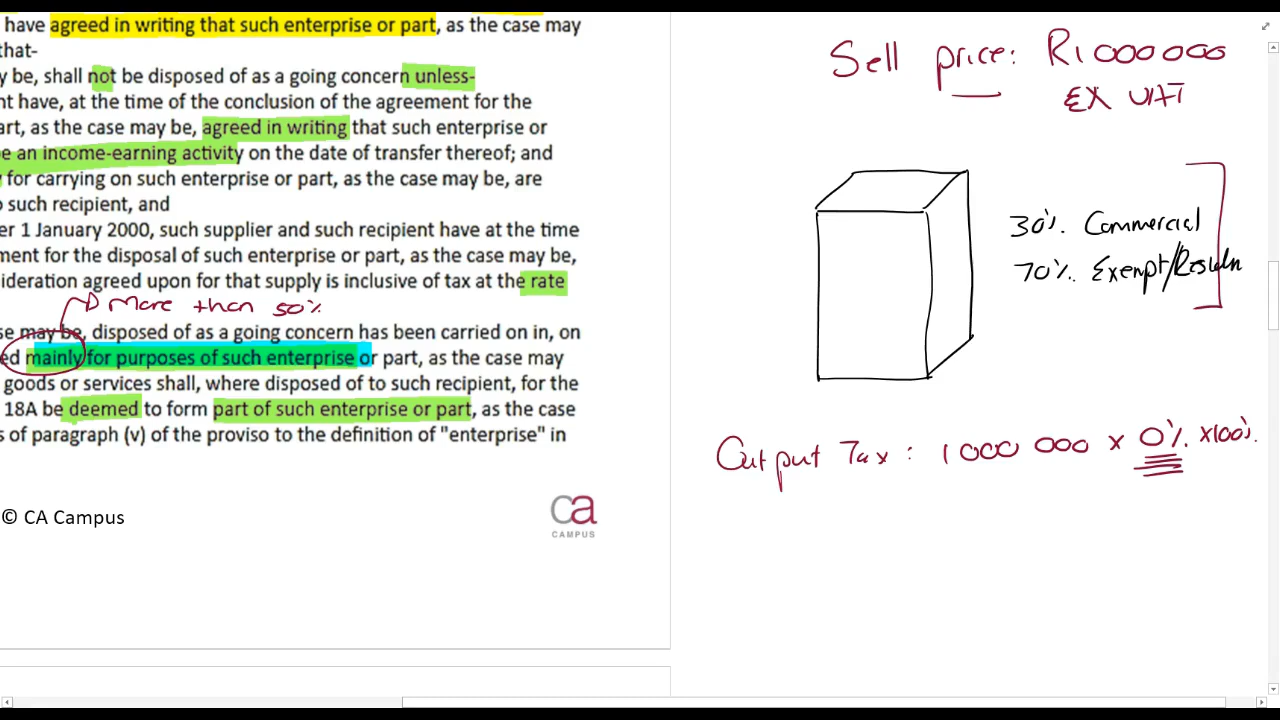 have agreed in writing that such enterprise or part, as the case may
that-
y be, shall not be disposed of as a going concern unless-
nt have, at the time of the conclusion of the agreement for the
art, as the case may be, agreed in writing that such enterprise or
e an income-earning activity on the date of transfer thereof; and
y for carrying on such enterprise or part, as the case may be, are
o such recipient, and
er 1 January 2000, such supplier and such recipient have at the time
ment for the disposal of such enterprise or part, as the case may be,
ideration agreed upon for that supply is inclusive of tax at the rate
More than 50%
se may be, disposed of as a going concern has been carried on in, on
ed mainly for purposes of such enterprise or part, as the case may
goods or services shall, where disposed of to such recipient, for the
18A be deemed to form part of such enterprise or part, as the case
s of paragraph (v) of the proviso to the definition of "enterprise" in
© CA Campus
ca
CAMPUS
Sell price: R1000000
EX VAT
30% Commercial
70% Exempt/
Output Tax: 1000 000 x 0% x100%.